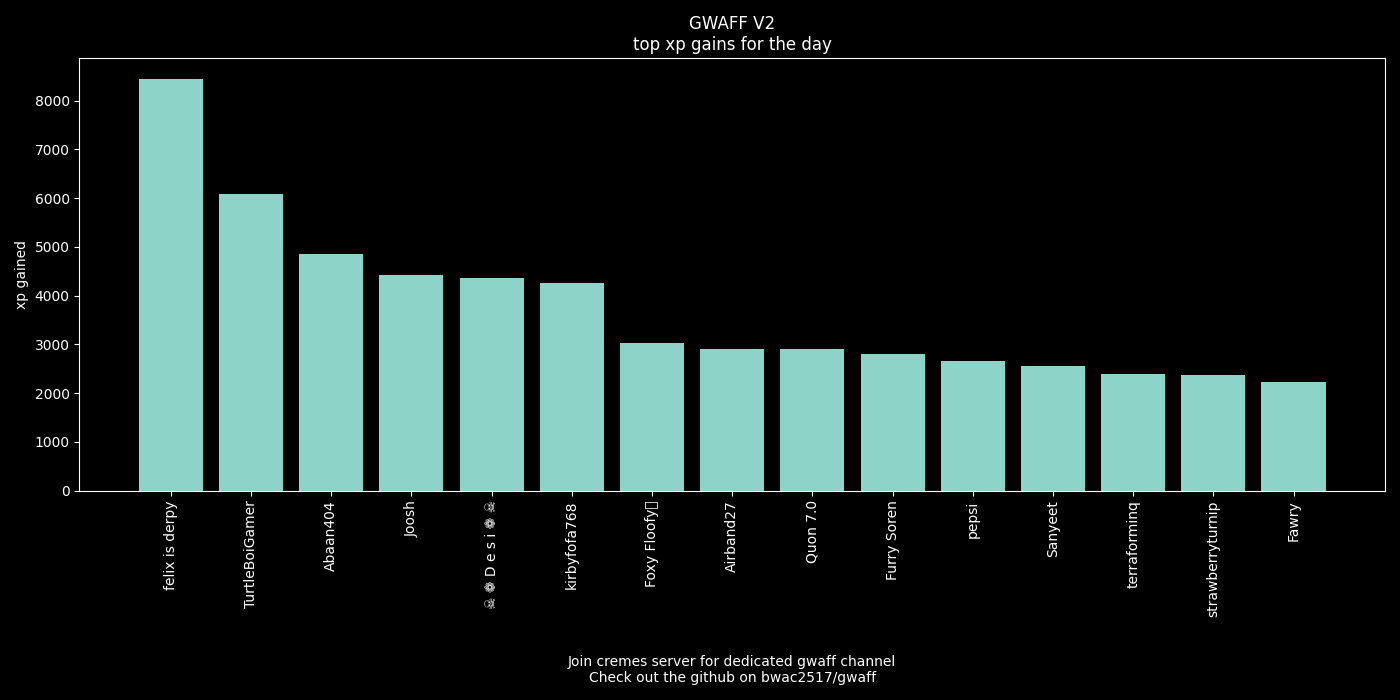 GWAFF V2
top xp gains for the day
xp gained
8000
7000
6000
5000
4000
3000
2000
1000
0
felix is derpy
TurtleBoiGamer
Abaan404
Joosh
☠ ❁ D e s i ❁ ☠
kirbyfofa768
Foxy Floofy▯
Airband27
Quon 7.0
Furry Soren
pepsi
Sanyeet
terraforminq
strawberryturnip
Fawry
Join cremes server for dedicated gwaff channel
Check out the github on bwac2517/gwaff